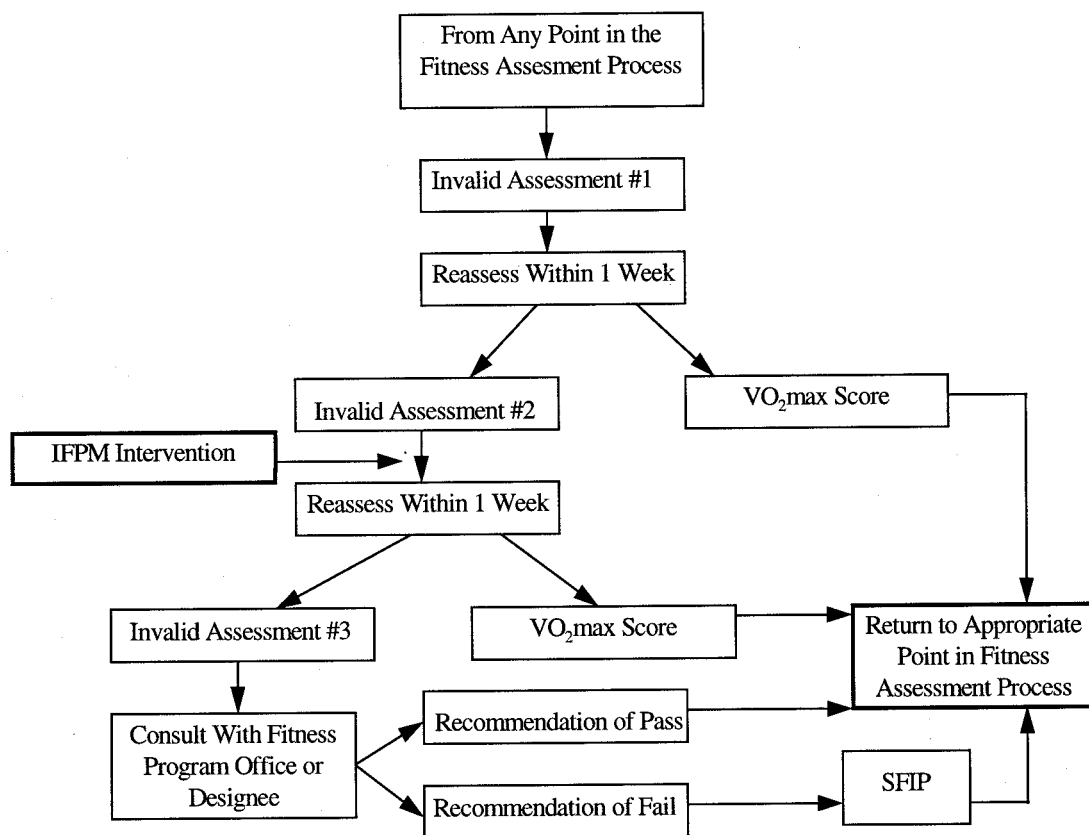 From Any Point in the
Fitness Assesment Process
Invalid Assessment #1
Reassess Within 1 Week
Invalid Assessment #2
VO₂max Score
IFPM Intervention
Reassess Within 1 Week
Invalid Assessment #3
VO₂max Score
Return to Appropriate
Point in Fitness
Assessment Process
Consult With Fitness
Program Office or
Designee
Recommendation of Pass
Recommendation of Fail
SFIP